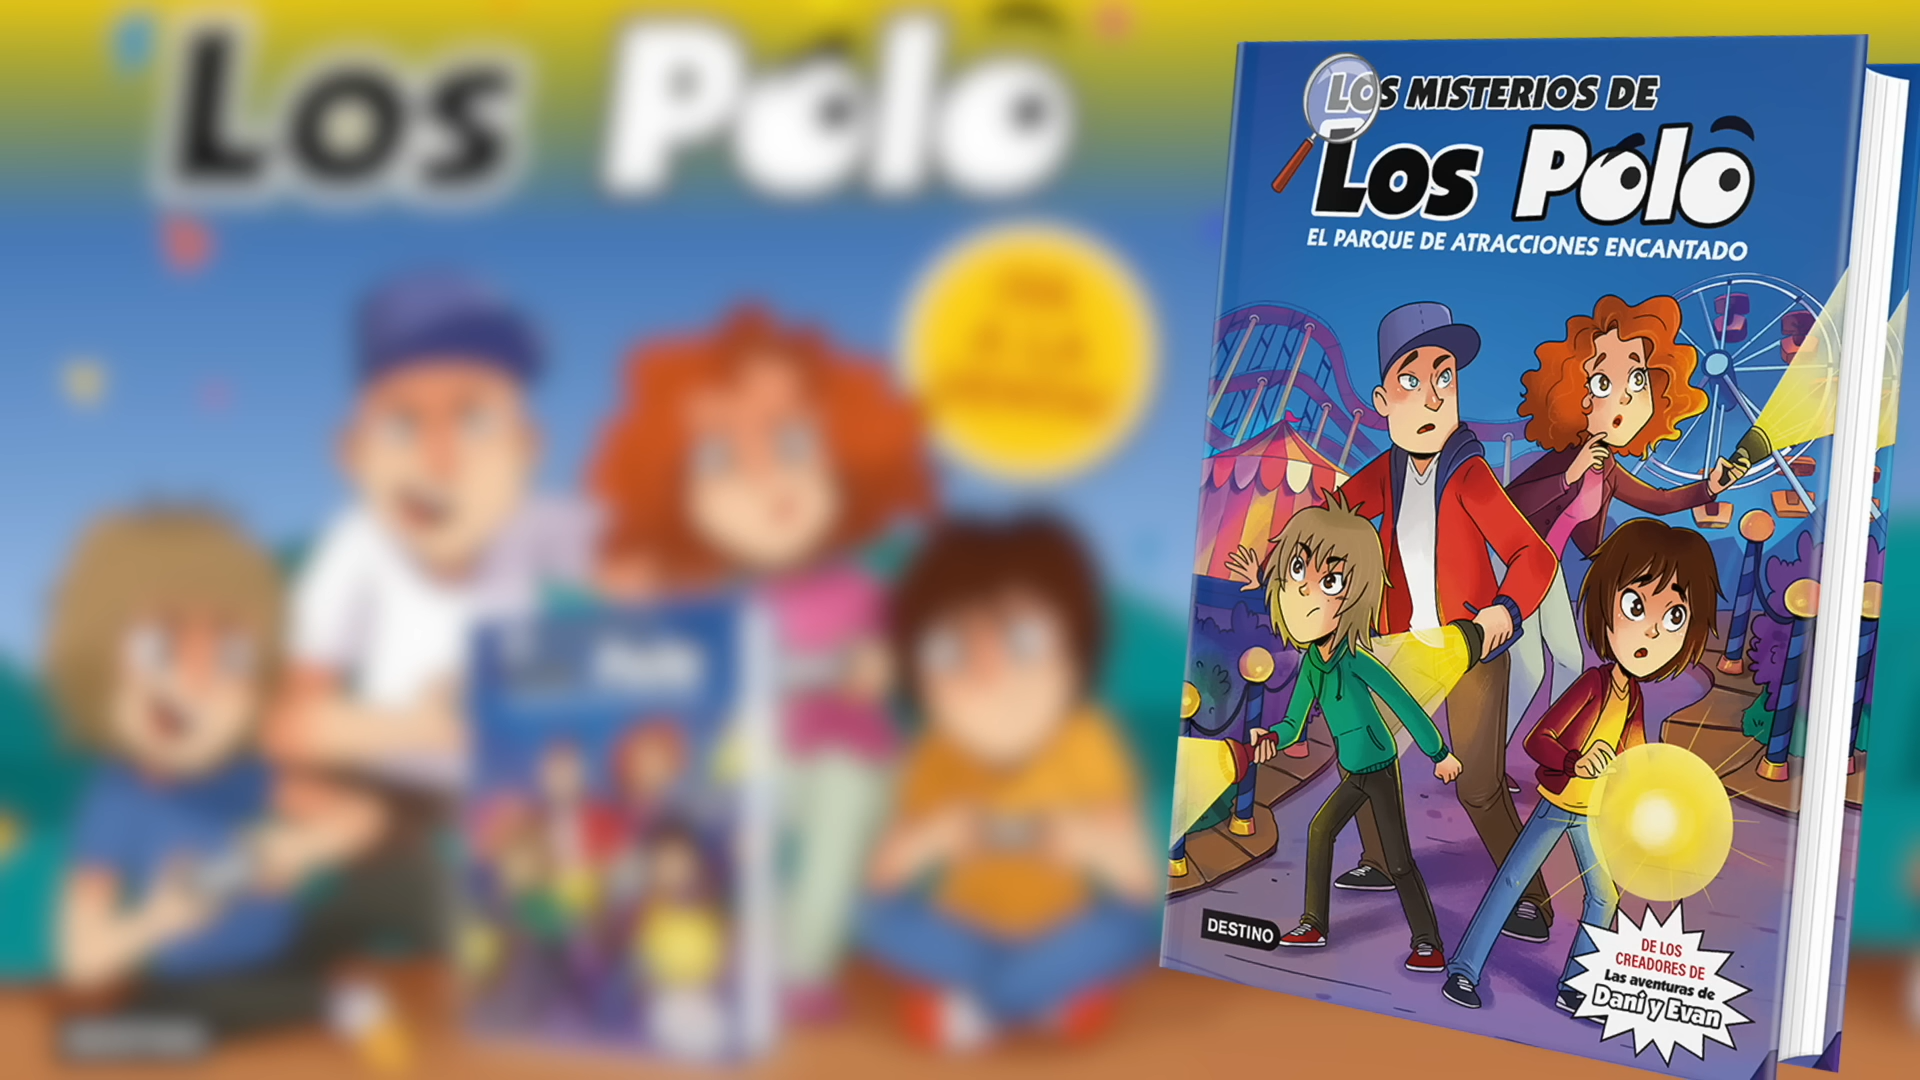 Los Polo
LOS MISTERIOS DE
Los Polo
EL PARQUE DE ATRACCIONES ENCANTADO
DESTINO
DE LOS
CREADORES DE
Las aventuras de
Dani y Evan